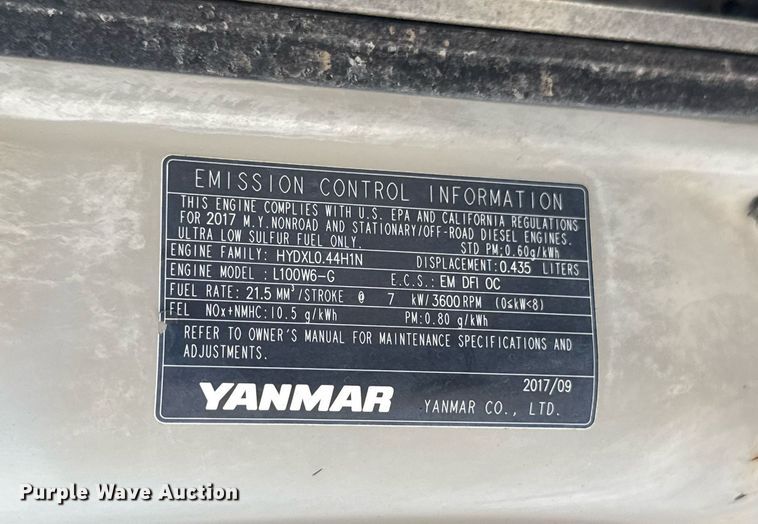 EMISSION CONTROL INFORMATION
THIS ENGINE COMPLIES WITH U.S. EPA AND CALIFORNIA REGULATIONS
FOR 2017 M.Y. NONROAD AND STATIONARY/OFF-ROAD DIESEL ENGINES.
ULTRA LOW SULFUR FUEL ONLY. STD PM:0.60g/kWh
ENGINE FAMILY: HYDXL0.44H1N DISPLACEMENT:0.435 LITERS
ENGINE MODEL : L100W6-G E.C.S.: EM DFI OC
FUEL RATE: 21.5 MM³/STROKE @ 7 kW/3600 RPM (0≤kW<8)
FEL NOx+NMHC:10.5 g/kWh PM:0.80 g/kWh
REFER TO OWNER'S MANUAL FOR MAINTENANCE SPECIFICATIONS AND
ADJUSTMENTS.
2017/09
YANMAR YANMAR CO., LTD.
Purple Wave Auction